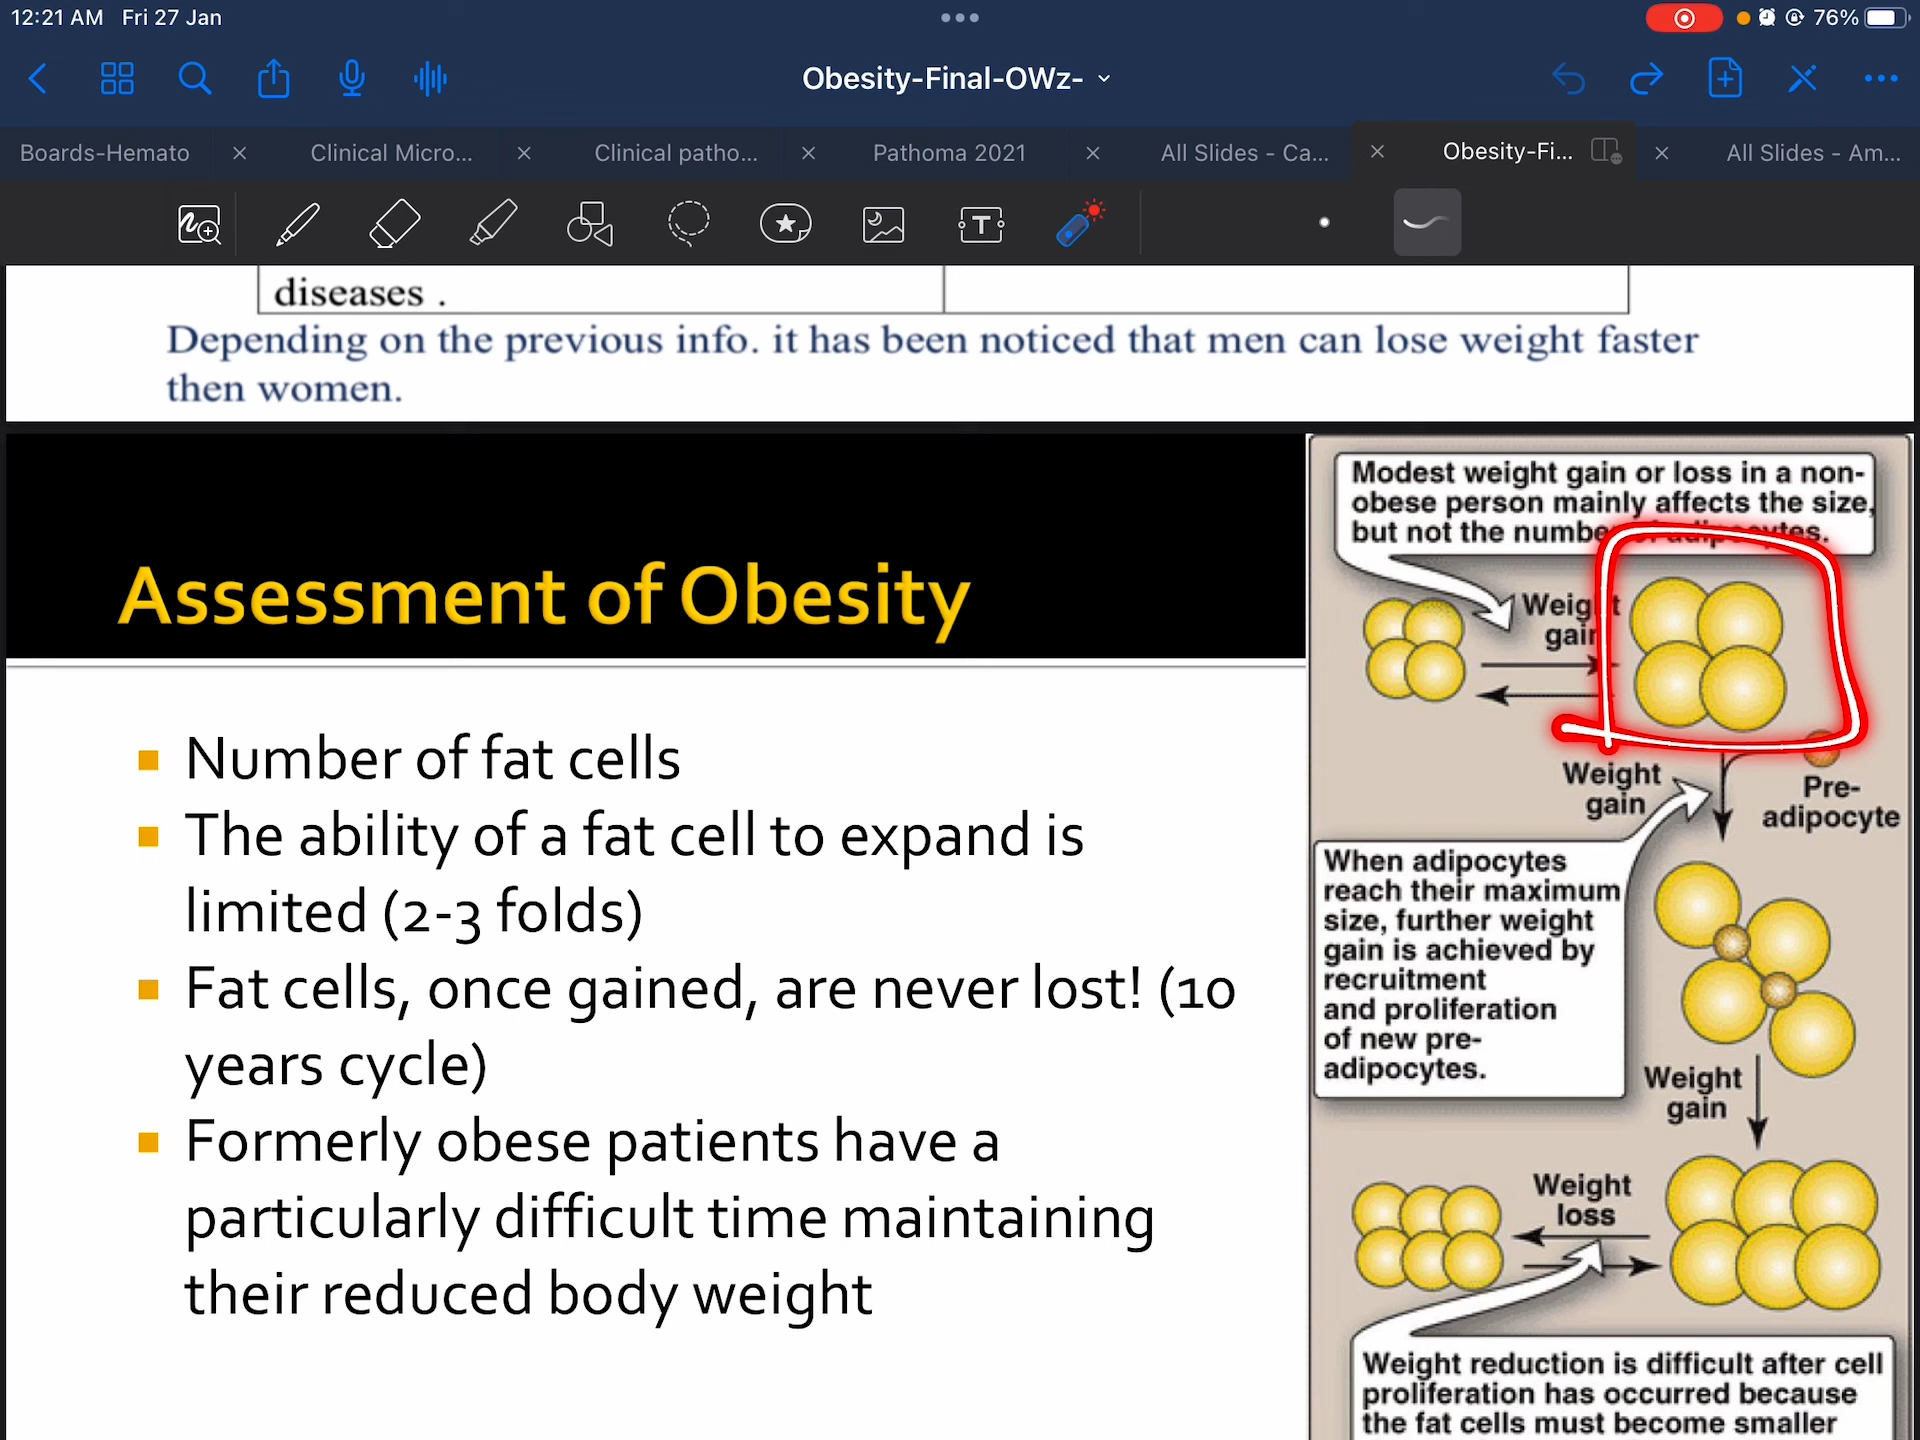 12:21 AM Fri 27 Jan
76%
Obesity-Final-OWz-
Boards-Hemato
Clinical Micro...
Clinical patho...
Pathoma 2021
All Slides - Ca...
Obesity-Fi...
All Slides - Am...
diseases .
Depending on the previous info. it has been noticed that men can lose weight faster
then women.
Assessment of Obesity
Number of fat cells
The ability of a fat cell to expand is
limited (2-3 folds)
Fat cells, once gained, are never lost! (10
years cycle)
Formerly obese patients have a
particularly difficult time maintaining
their reduced body weight
Modest weight gain or loss in a non-
obese person mainly affects the size,
but not the number of adipocytes.
Weight
gain
Weight
gain
Pre-
adipocyte
When adipocytes
reach their maximum
size, further weight
gain is achieved by
recruitment
and proliferation
of new pre-
adipocytes.
Weight
gain
Weight
loss
Weight reduction is difficult after cell
proliferation has occurred because
the fat cells must become smaller